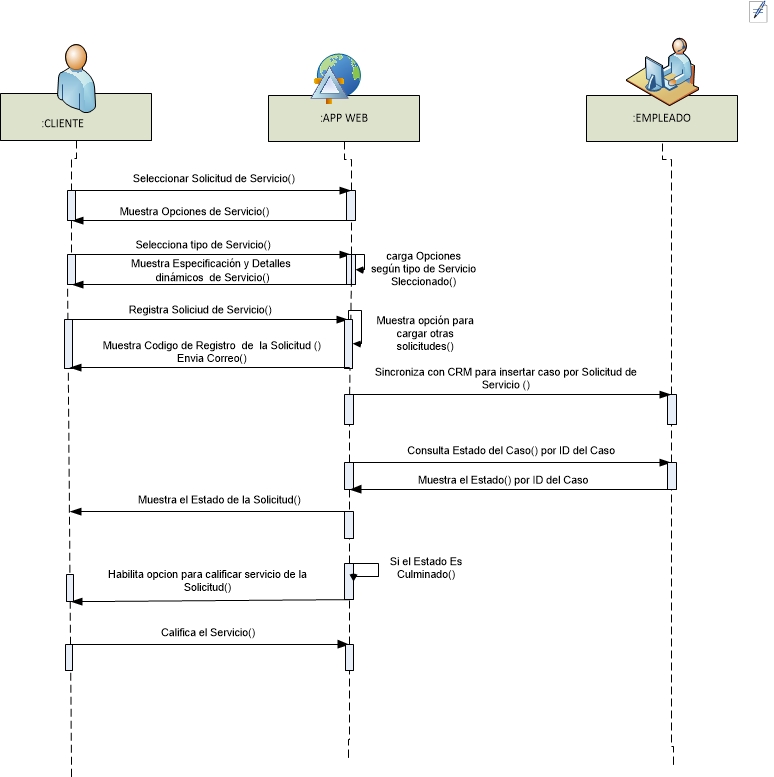 :CLIENTE
:APP WEB
:EMPLEADO
Seleccionar Solicitud de Servicio()
Muestra Opciones de Servicio()
Selecciona tipo de Servicio()
Muestra Especificación y Detalles
dinámicos de Servicio()
carga Opciones
según tipo de Servicio
Sleccionado()
Registra Soliciud de Servicio()
Muestra opción para
cargar otras
solicitudes()
Muestra Codigo de Registro de la Solicitud ()
Envia Correo()
Sincroniza con CRM para insertar caso por Solicitud de
Servicio ()
Consulta Estado del Caso() por ID del Caso
Muestra el Estado() por ID del Caso
Muestra el Estado de la Solicitud()
Si el Estado Es
Culminado()
Habilita opcion para calificar servicio de la
Solicitud()
Califica el Servicio()